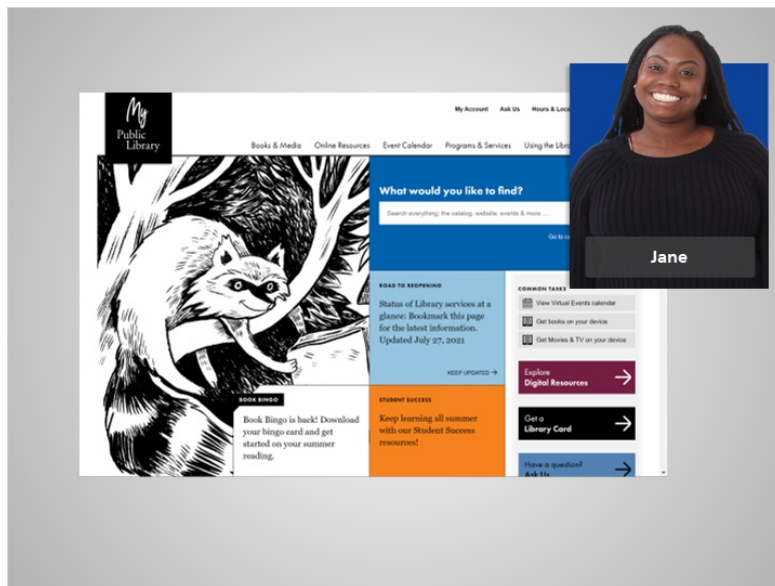 My
Public
Library
My Account Ask Us Hours &
Books & Media Online Resources Event Calendar Programs & Services Using the
What would you like to find?
Search everything; the catalog, website, events & more ...
Go to
Jane
ROAD TO REOPENING
Status of Library services at a
glance: Bookmark this page
for the latest information.
Updated July 27, 2021
KEEP UPDATED →
COMMON TASKS
View Virtual Events calendar
Get books on your device
Get Movies & TV on your device
Explore
Digital Resources
Get a
Library Card
Have a question?
Ask Us
BOOK BINGO
Book Bingo is back! Download
your bingo card and get
started on your summer
reading.
STUDENT SUCCESS
Keep learning all summer
with our Student Success
resources!